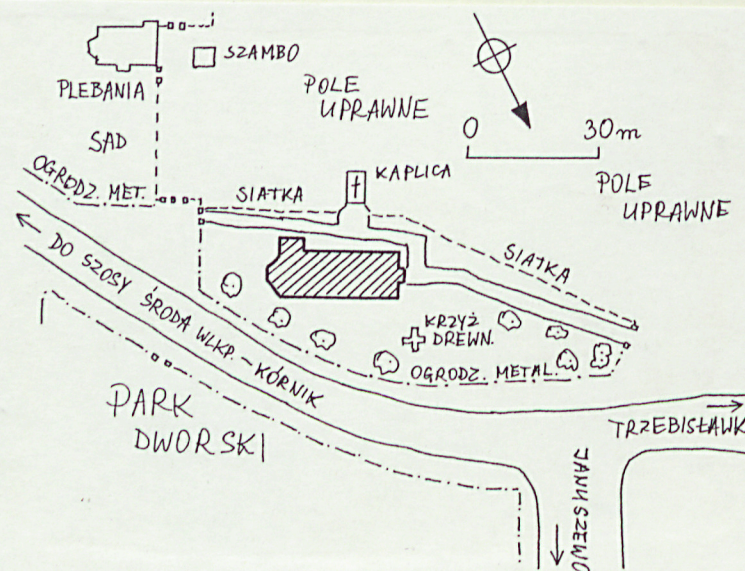 SZAMBO
PLEBANIA
POLE
UPRAWNE
0 30m
SAD
KAPLICA
POLE
UPRAWNE
OGRODZ. MET.
SIATKA
SIATKA
DO SZOSY ŚRODA WLKP. - KÓRNIK
KRZYŻ
DREWN.
OGRODZ. METAL.
PARK
DWORSKI
TRZEBISŁAWK
JANUSZEWO